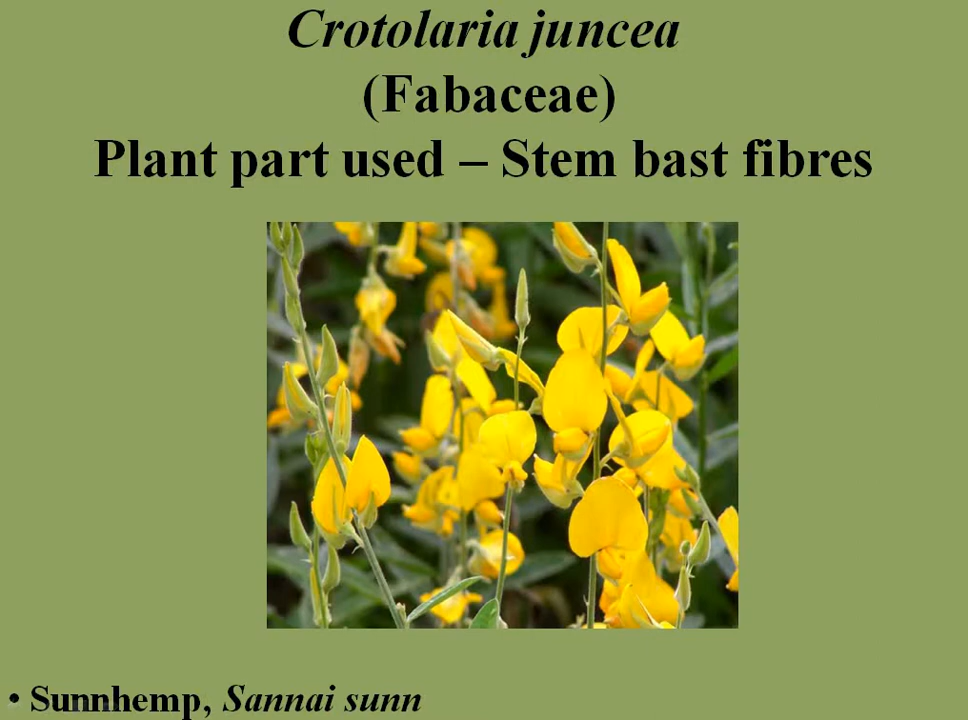 Crotolaria juncea
(Fabaceae)
Plant part used – Stem bast fibres
• Sunnhemp, Sannai sunn